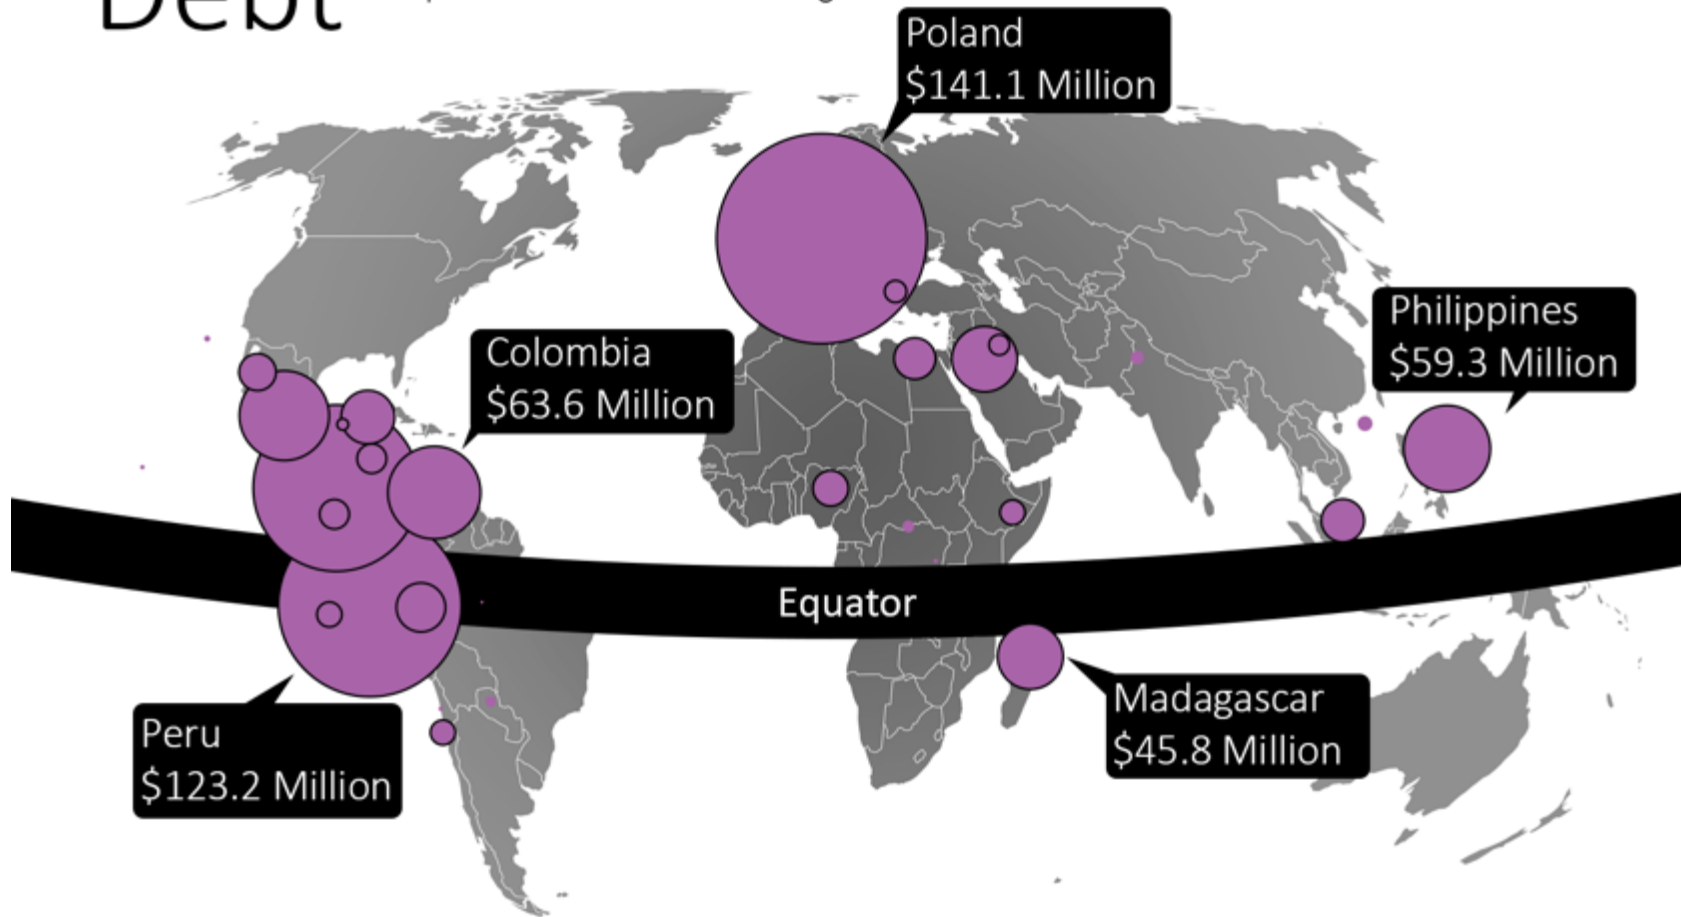 Debt
Poland
$141.1 Million
Philippines
$59.3 Million
Colombia
$63.6 Million
Equator
Madagascar
$45.8 Million
Peru
$123.2 Million